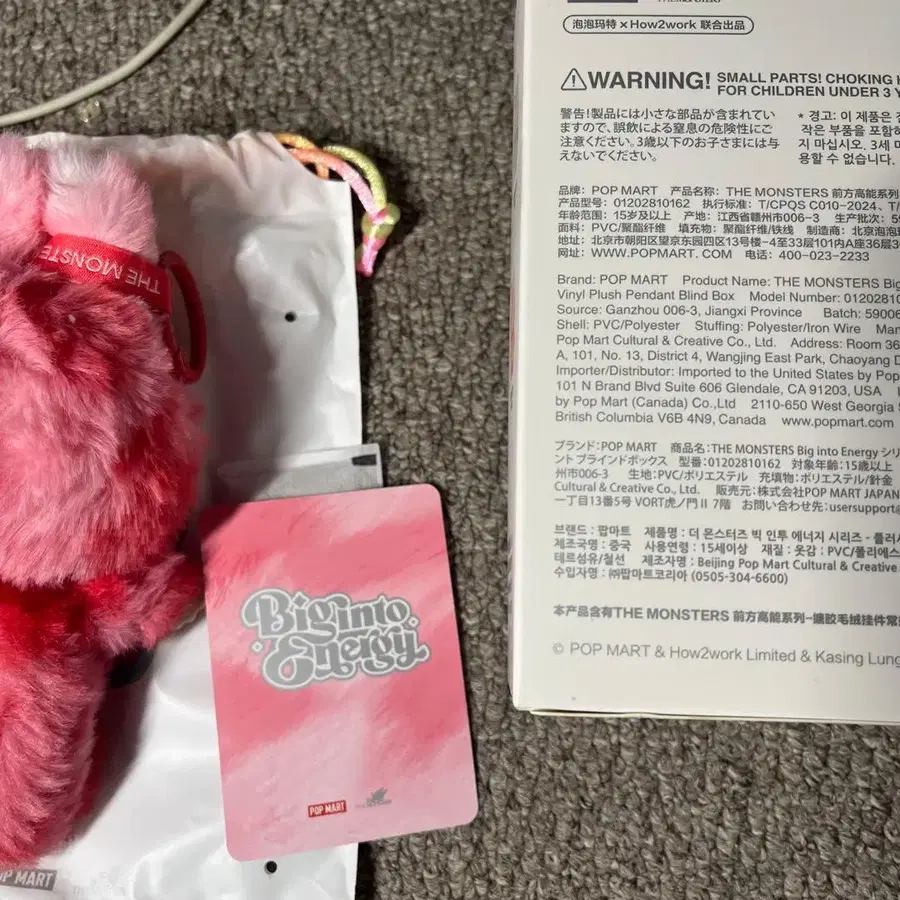 泡泡玛特 × How2work 联合出品
WARNING! SMALL PARTS! CHOKING
FOR CHILDREN UNDER 3
警告!製品には小さな部品が含まれてい
ますので、誤飲による窒息の危険性にご
注意ください。3歳以下のお子さまには与
えないでください。
* 경고: 이 제품은
작은 부품을 포함하
지 마십시오. 3세 미
용할 수 없습니다.
品牌: POP MART 产品名称: THE MONSTERS 前方高能系列
产品型号: 01202810162 执行标准: T/CPQS C010-2024、T/
年龄范围: 15岁及以上 产地: 江西省赣州市006-3 生产批次: 59
面料: PVC/聚酯纤维 填充物: 聚酯纤维/铁线 制造商: 北京泡泡玛
地址: 北京市朝阳区望京东园四区13号楼-4至33层101内A座36层
网址: WWW.POPMART.COM 电话: 400-023-2233
Brand: POP MART Product Name: THE MONSTERS Big
Vinyl Plush Pendant Blind Box Model Number: 0120281
Source: Ganzhou 006-3, Jiangxi Province Batch: 59006
Shell: PVC/Polyester Stuffing: Polyester/Iron Wire Man
Pop Mart Cultural & Creative Co., Ltd. Address: Room 36
A, 101, No. 13, District 4, Wangjing East Park, Chaoyang D
Importer/Distributor: Imported to the United States by Pop
101 N Brand Blvd Suite 606 Glendale, CA 91203, USA
by Pop Mart (Canada) Co.,Ltd 2110-650 West Georgia S
British Columbia V6B 4N9, Canada www.popmart.com
ブランド: POP MART 商品名: THE MONSTERS Big into Energy シリ
ント ブラインドボックス 型番: 01202810162 対象年齢: 15歳以上
州市006-3 生地: PVC/ポリエステル 充填物: ポリエステル/針金
Cultural & Creative Co., Ltd. 販売元: 株式会社POP MART JAPAN
一丁目13番5号 VORT虎ノ門Ⅱ 7階 お問い合わせ先: usersupport@
브랜드 : 팝마트 제품명 : 더 몬스터즈 빅 인투 에너지 시리즈 - 플러시
제조국명 : 중국 사용연령 : 15세이상 재질 : 겉감 : PVC/폴리에스
테르섬유/철선 제조자명 : Beijing Pop Mart Cultural & Creative
수입자명 : ㈜팝마트코리아 (0505-304-6600)
本产品含有THE MONSTERS 前方高能系列-搪胶毛绒挂件常
© POP MART & How2work Limited & Kasing Lung
THE MONSTE
Big into
Energy
POP MART
POP MART